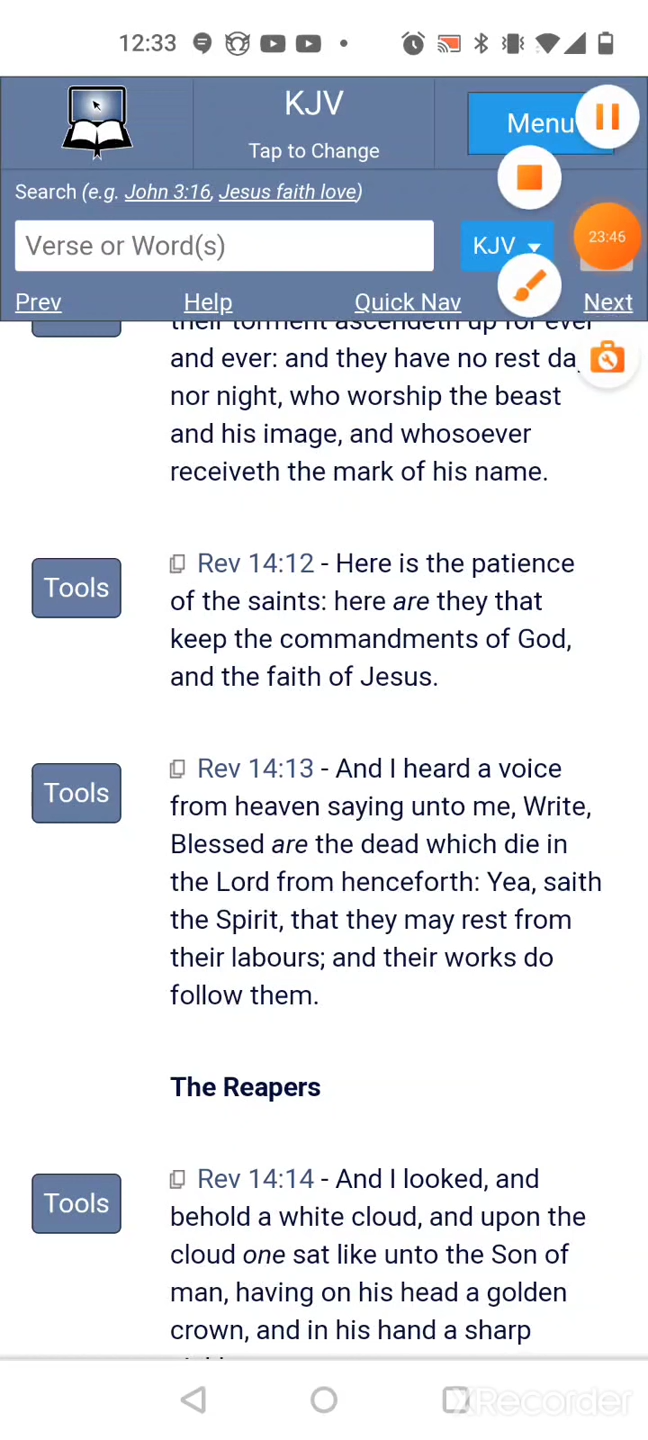 12:33
KJV
Tap to Change
Menu
Search (e.g. John 3:16, Jesus faith love)
Verse or Word(s)
KJV
23:46
Prev
Help
Quick Nav
Next
their torment ascendeth up for ever
and ever: and they have no rest
nor night, who worship the beast
and his image, and whosoever
receiveth the mark of his name.
Tools
Rev 14:12 - Here is the patience
of the saints: here are they that
keep the commandments of God,
and the faith of Jesus.
Tools
Rev 14:13 - And I heard a voice
from heaven saying unto me, Write,
Blessed are the dead which die in
the Lord from henceforth: Yea, saith
the Spirit, that they may rest from
their labours; and their works do
follow them.
The Reapers
Tools
Rev 14:14 - And I looked, and
behold a white cloud, and upon the
cloud one sat like unto the Son of
man, having on his head a golden
crown, and in his hand a sharp
XRecorder